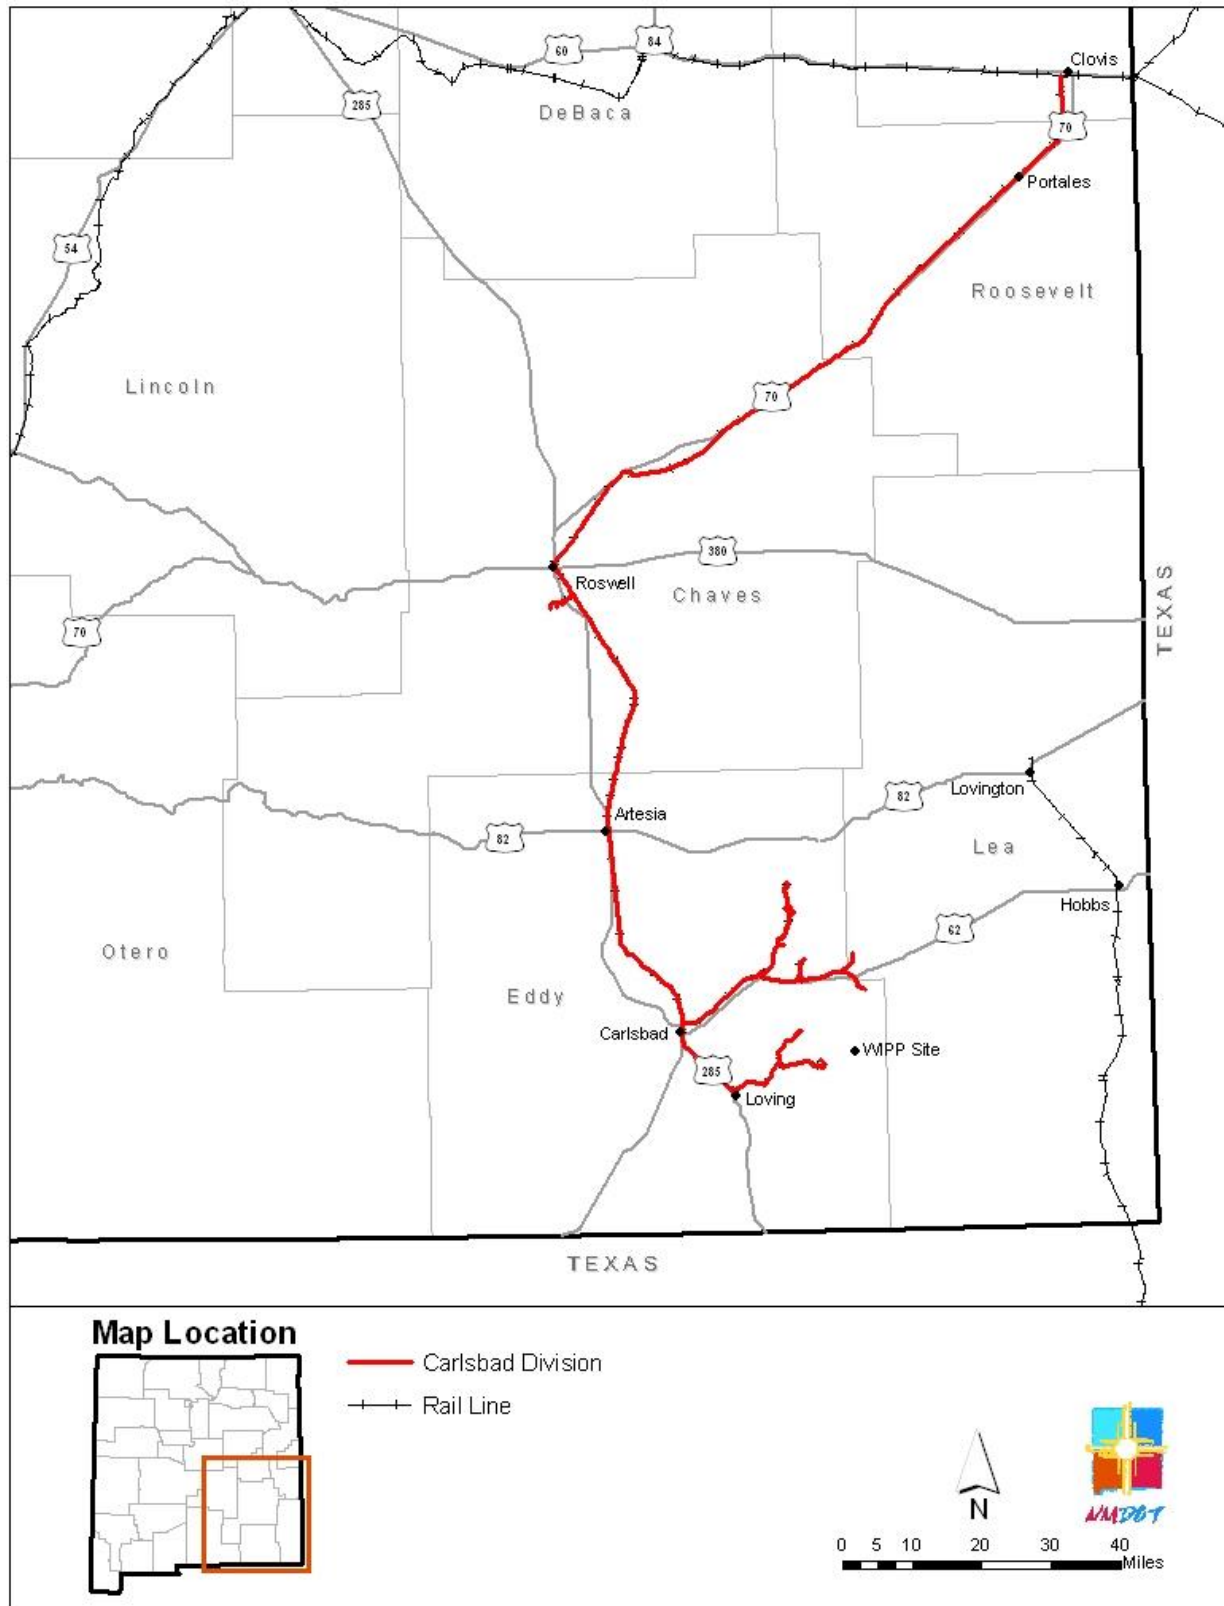 60
84
Clovis
285
DeBaca
70
Portales
54
Roosevelt
Lincoln
70
380
Roswell
Chaves
TEXAS
70
Lovington
82
Artesia
82
Lea
Hobbs
62
Otero
Eddy
Carlsbad
WIPP Site
285
Loving
TEXAS
Map Location
Carlsbad Division
Rail Line
N
NMDOT
0 5 10 20 30 40
Miles